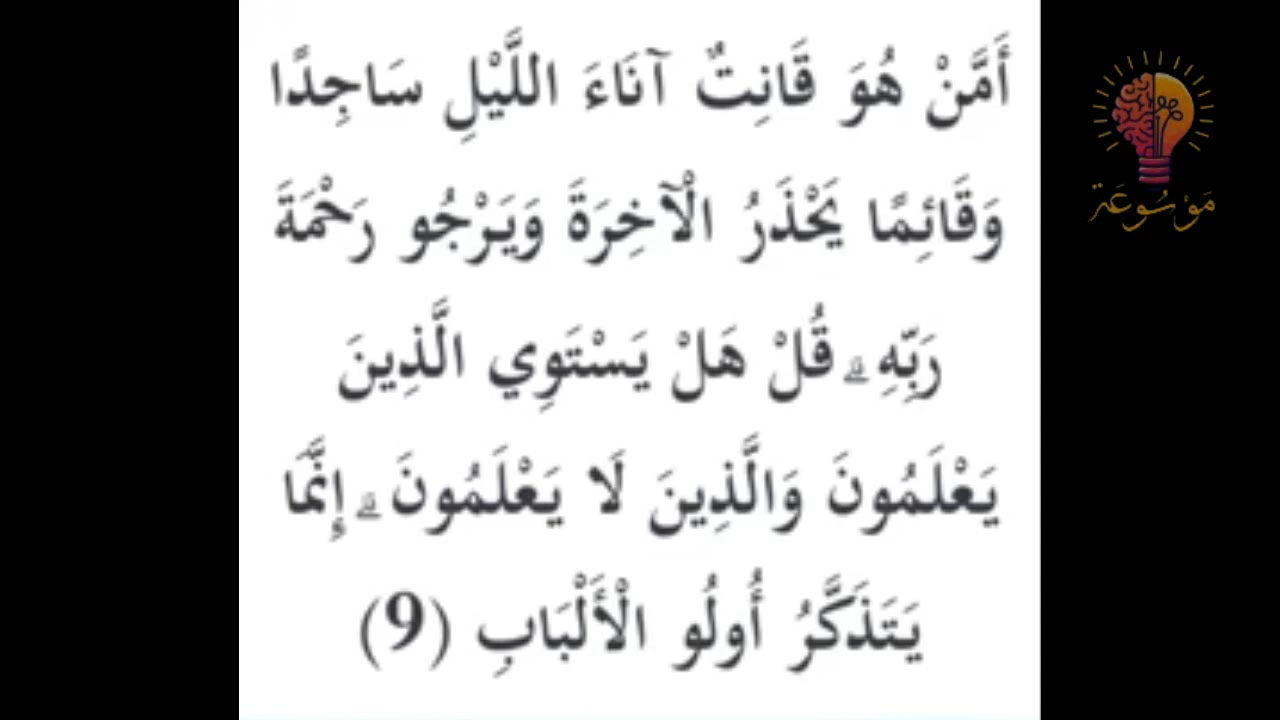 أَمَّنْ هُوَ قَانِتٌ آنَاءَ اللَّيْلِ سَاجِدًا
وَقَائِمًا يَحْذَرُ الْآخِرَةَ وَيَرْجُو رَحْمَةَ
رَبِّهِ ۗ قُلْ هَلْ يَسْتَوِي الَّذِينَ
يَعْلَمُونَ وَالَّذِينَ لَا يَعْلَمُونَ ۗ إِنَّمَا
يَتَذَكَّرُ أُولُو الْأَلْبَابِ (9)
مَوْسُوعَة